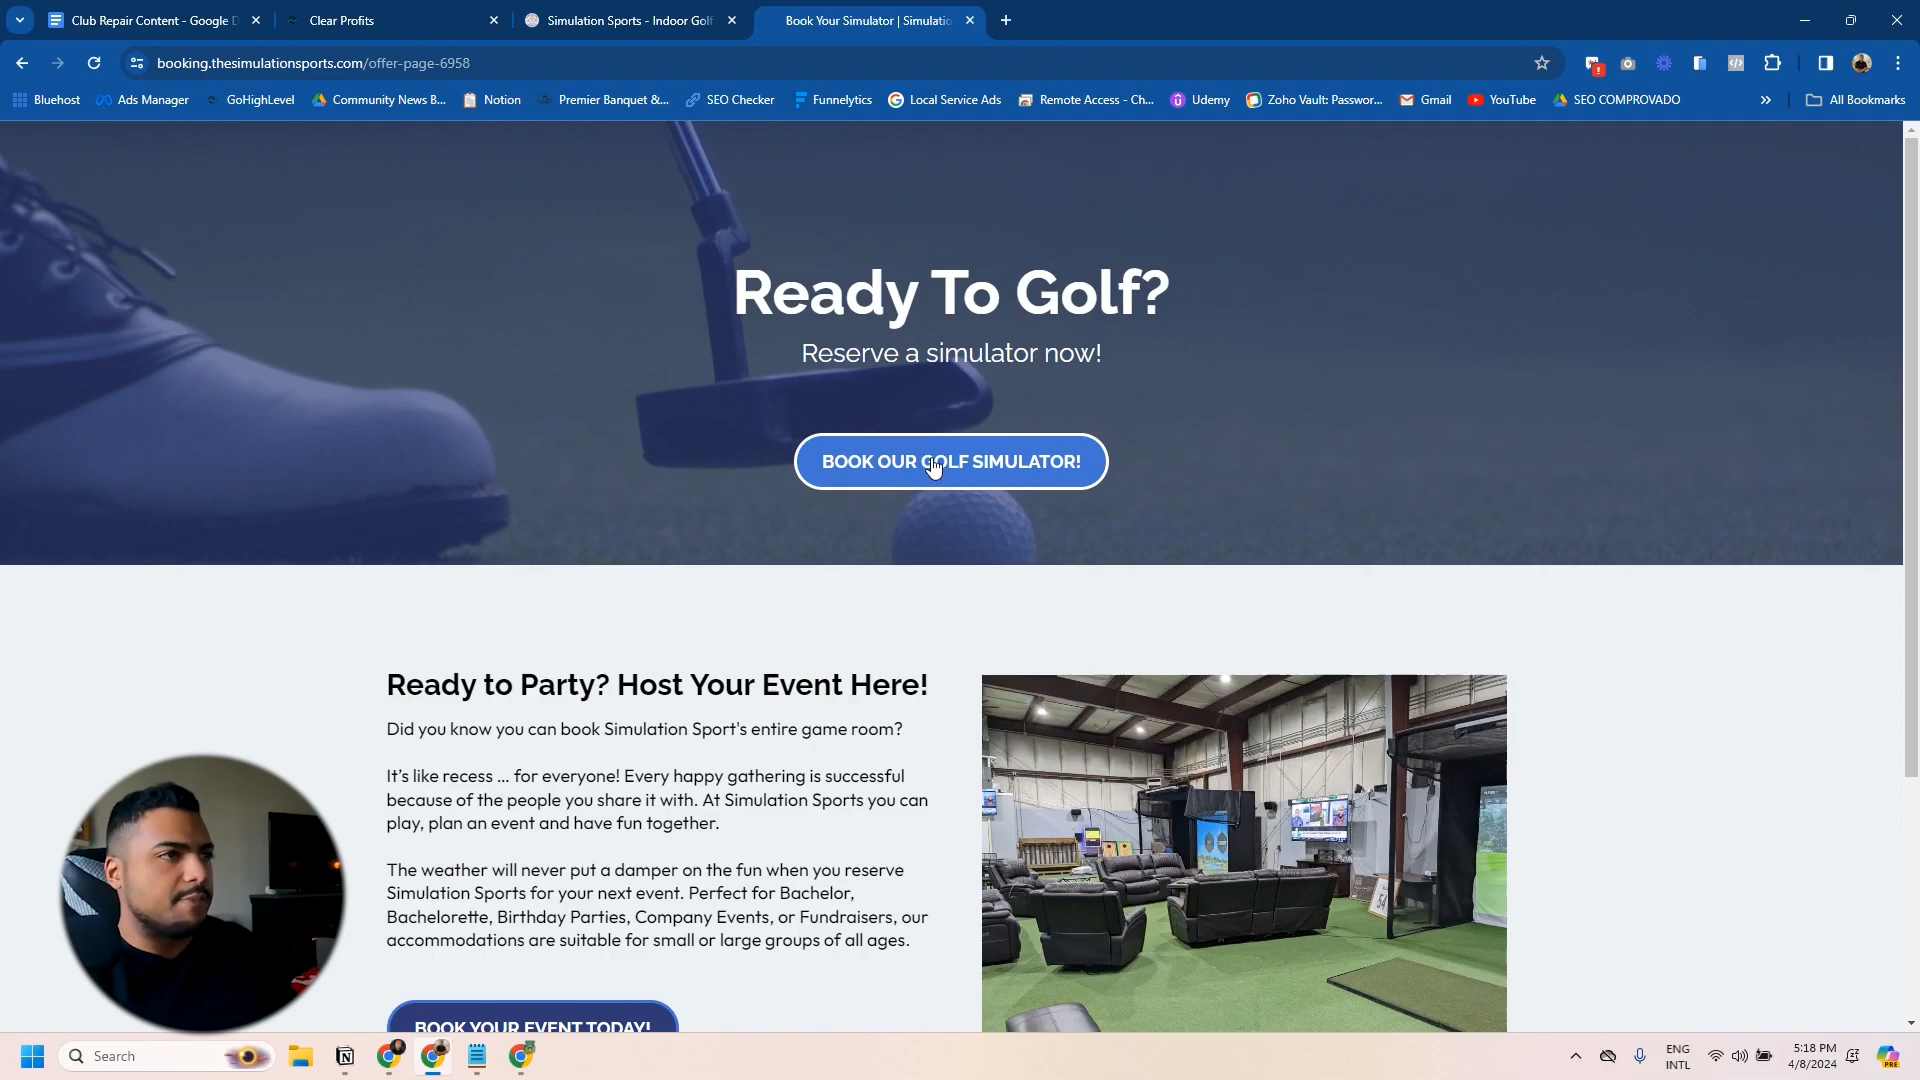 Club Repair Content - Google D
Clear Profits
Simulation Sports - Indoor Golf
Book Your Simulator | Simulatio
booking.thesimulationsports.com/offer-page-6958
Bluehost
Ads Manager
GoHighLevel
Community News B...
Notion
Premier Banquet &...
SEO Checker
Funnelytics
Local Service Ads
Remote Access - Ch...
Udemy
Zoho Vault: Passwor...
Gmail
YouTube
SEO COMPROVADO
»
All Bookmarks
Ready To Golf?
Reserve a simulator now!
BOOK OUR GOLF SIMULATOR!
Ready to Party? Host Your Event Here!
Did you know you can book Simulation Sport's entire game room?
It's like recess ... for everyone! Every happy gathering is successful
because of the people you share it with. At Simulation Sports you can
play, plan an event and have fun together.
The weather will never put a damper on the fun when you reserve
Simulation Sports for your next event. Perfect for Bachelor,
Bachelorette, Birthday Parties, Company Events, or Fundraisers, our
accommodations are suitable for small or large groups of all ages.
BOOK YOUR EVENT TODAY!
Search
ENG
INTL
5:18 PM
4/8/2024
PRE